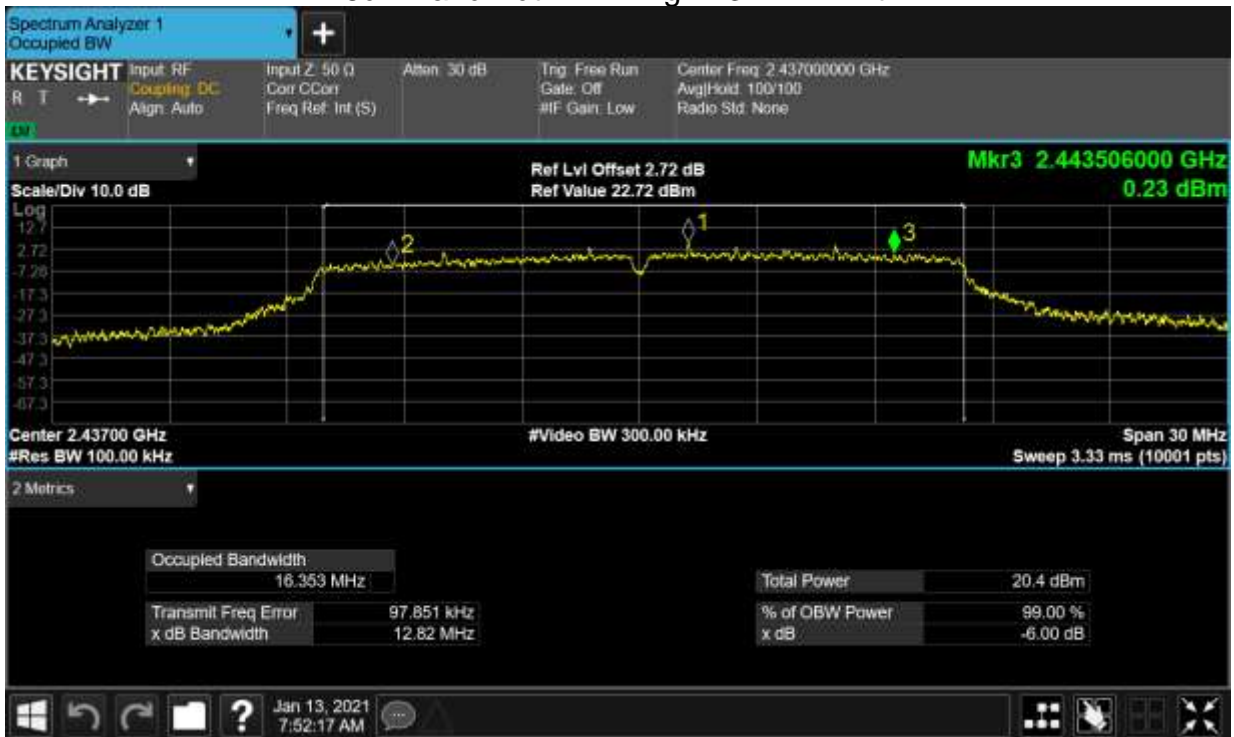 Spectrum Analyzer 1
Occupied BW
+
KEYSIGHT
R T
Input: RF
Coupling: DC
Align: Auto
Input Z: 50 Ω
Corr CCorr
Freq Ref: Int (S)
Atten: 30 dB
Trig: Free Run
Gate: Off
#IF Gain: Low
Center Freq: 2.437000000 GHz
Avg|Hold: 100/100
Radio Std: None
1 Graph
Scale/Div 10.0 dB
Ref Lvl Offset 2.72 dB
Ref Value 22.72 dBm
Mkr3 2.443506000 GHz
0.23 dBm
Log
12.7
2.72
-7.28
-17.3
-27.3
-37.3
-47.3
-57.3
-67.3
2
1
3
Center 2.43700 GHz
#Res BW 100.00 kHz
#Video BW 300.00 kHz
Span 30 MHz
Sweep 3.33 ms (10001 pts)
2 Metrics
Occupied Bandwidth
16.353 MHz
Transmit Freq Error 97.851 kHz
x dB Bandwidth 12.82 MHz
Total Power 20.4 dBm
% of OBW Power 99.00 %
x dB -6.00 dB
?
Jan 13, 2021
7:52:17 AM